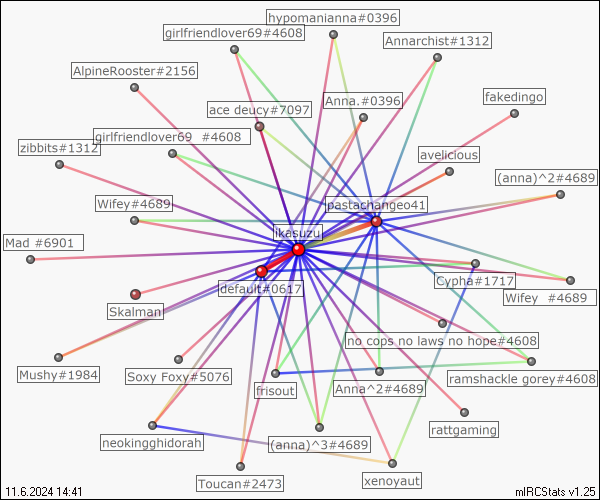 hypomanianna#0396
girlfriendlover69#4608
Annarchist#1312
AlpineRooster#2156
fakedingo
Anna.#0396
ace deucy#7097
girlfriendlover69 #4608
zibbits#1312
avelicious
(anna)^2#4689
Wifey#4689
pastachangeo41
ikasuzu
Mad #6901
Cypha#1717
default#0617
Wifey #4689
Skalman
no cops no laws no hope#4608
Mushy#1984
Soxy Foxy#5076
ramshackle gorey#4608
frisout
Anna^2#4689
rattgaming
neokingghidorah
(anna)^3#4689
Toucan#2473
xenoyaut
11.6.2024 14:41
mIRCStats v1.25